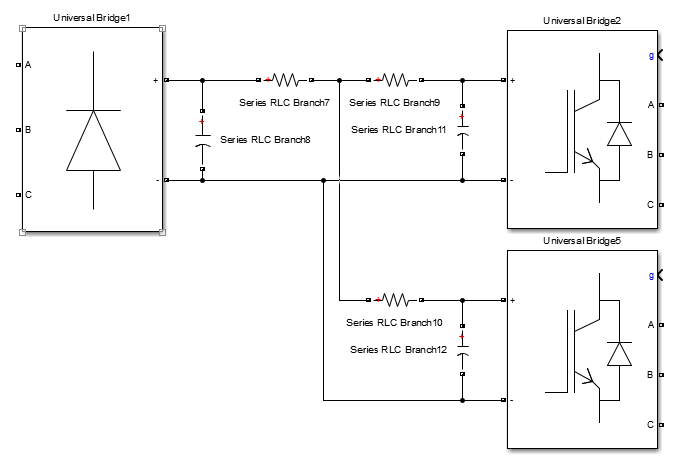 Universal Bridge1
Universal Bridge2
g
A
+
+
A
Series RLC Branch7
Series RLC Branch9
B
Series RLC Branch8
Series RLC Branch11
B
C
-
-
C
Universal Bridge5
g
+
A
Series RLC Branch10
Series RLC Branch12
B
-
C